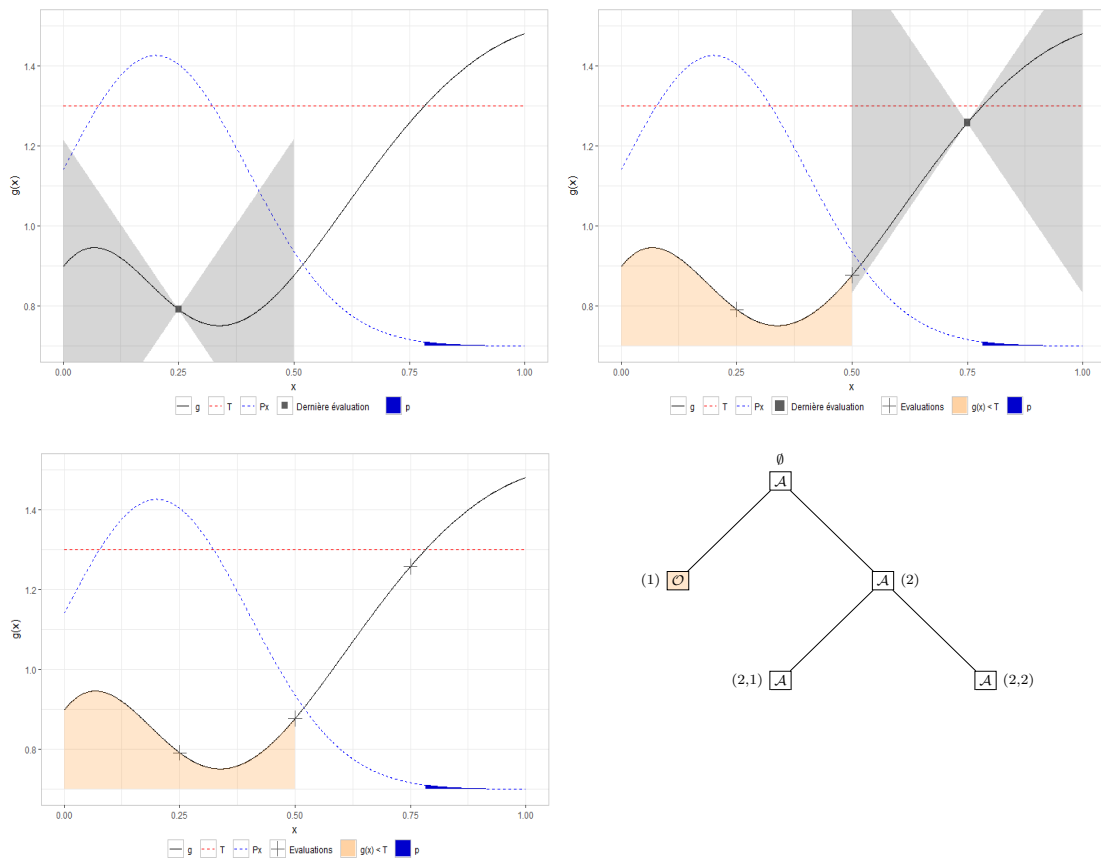 1.4
1.2
1.0
0.8
g(x)
0.00 0.25 0.50 0.75 1.00
x
g T Px Dernière évaluation p
1.4
1.2
1.0
0.8
g(x)
0.00 0.25 0.50 0.75 1.00
x
g T Px Dernière évaluation Evaluations g(x) < T p
1.4
1.2
1.0
0.8
g(x)
0.00 0.25 0.50 0.75 1.00
x
g T Px Evaluations g(x) < T p
∅
𝒜
(1) 𝒪 𝒜 (2)
(2,1) 𝒜 𝒜 (2,2)